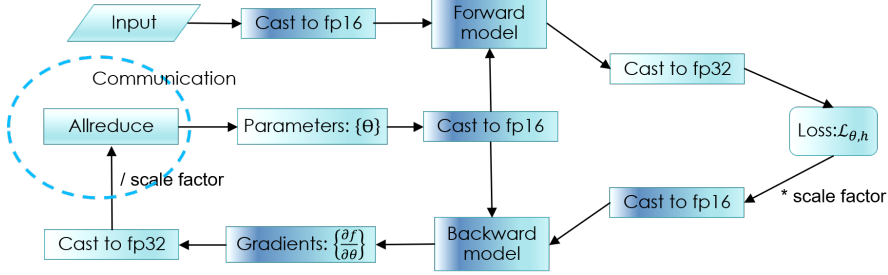 Input
Cast to fp16
Forward
model
Cast to fp32
Communication
Allreduce
Parameters: {Θ}
Cast to fp16
Loss:ℒθ,h
/ scale factor
* scale factor
Cast to fp16
Cast to fp32
Gradients: {∂f/∂θ}
Backward
model